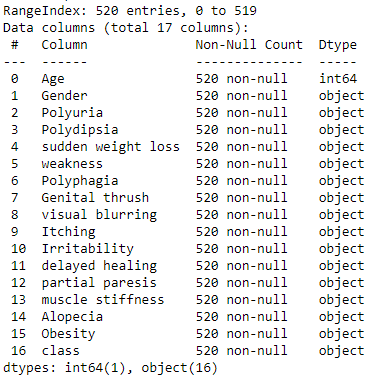 RangeIndex: 520 entries, 0 to 519
Data columns (total 17 columns):
 #   Column              Non-Null Count  Dtype
---  ------              --------------  -----
 0   Age                 520 non-null    int64
 1   Gender              520 non-null    object
 2   Polyuria            520 non-null    object
 3   Polydipsia          520 non-null    object
 4   sudden weight loss  520 non-null    object
 5   weakness            520 non-null    object
 6   Polyphagia          520 non-null    object
 7   Genital thrush      520 non-null    object
 8   visual blurring     520 non-null    object
 9   Itching             520 non-null    object
 10  Irritability        520 non-null    object
 11  delayed healing     520 non-null    object
 12  partial paresis     520 non-null    object
 13  muscle stiffness    520 non-null    object
 14  Alopecia            520 non-null    object
 15  Obesity             520 non-null    object
 16  class               520 non-null    object
dtypes: int64(1), object(16)